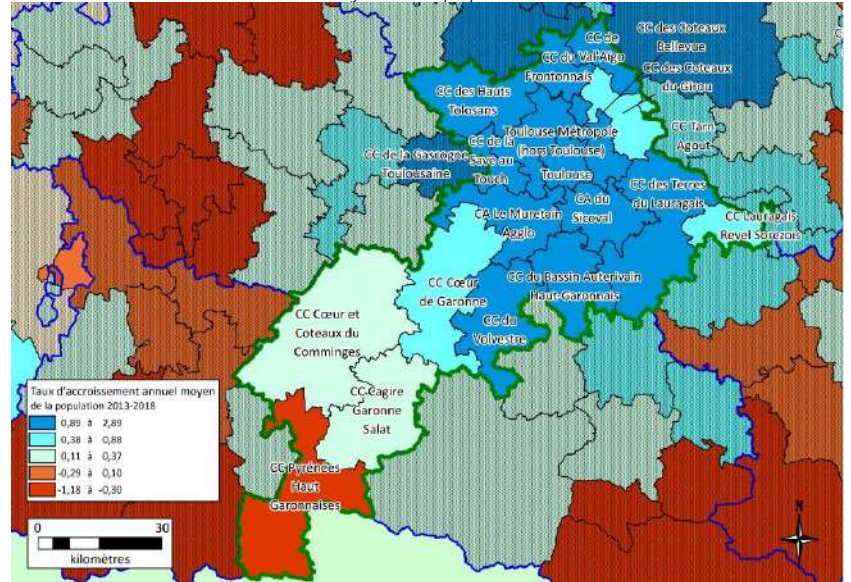 CC des Coteaux
Bellevue
CC de
Val'Aïgo
CC du
Frontonnais
CC des Coteaux
du Girou
CC des Hauts
Tolosans
CC Tarn
Agout
Toulouse Métropole
(hors Toulouse)
CC de la
Save au
Touch
CC de la Gascogne
Toulousaine
Toulouse
CC des Terres
du Lauragais
CA du
Sicoval
CA Le Muretain
Agglo
CC Lauragais
Revel Sorezois
CC Cœur
de Garonne
CC du Bassin Auterivain
Haut-Garonnais
CC Cœur et
Coteaux du
Comminges
CC du
Volvestre
CC Cagire
Garonne
Salat
CC Pyrénées
Haut
Garonnaises
Taux d'accroissement annuel moyen
de la population 2013-2018
0,89 à 2,89
0,38 à 0,88
0,11 à 0,37
-0,29 à 0,10
-1,18 à -0,30
0 30
kilomètres
N